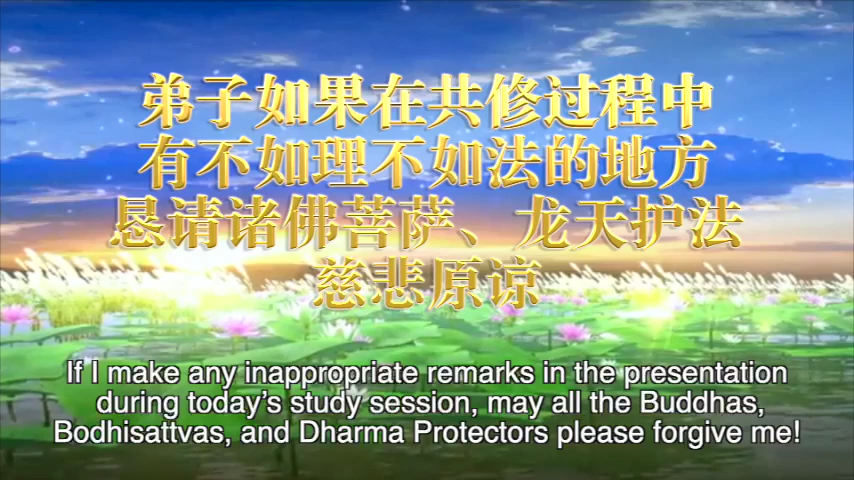 弟子如果在共修过程中
有不如理不如法的地方
恳请诸佛菩萨、龙天护法
慈悲原谅
If I make any inappropriate remarks in the presentation
during today's study session, may all the Buddhas,
Bodhisattvas, and Dharma Protectors please forgive me!